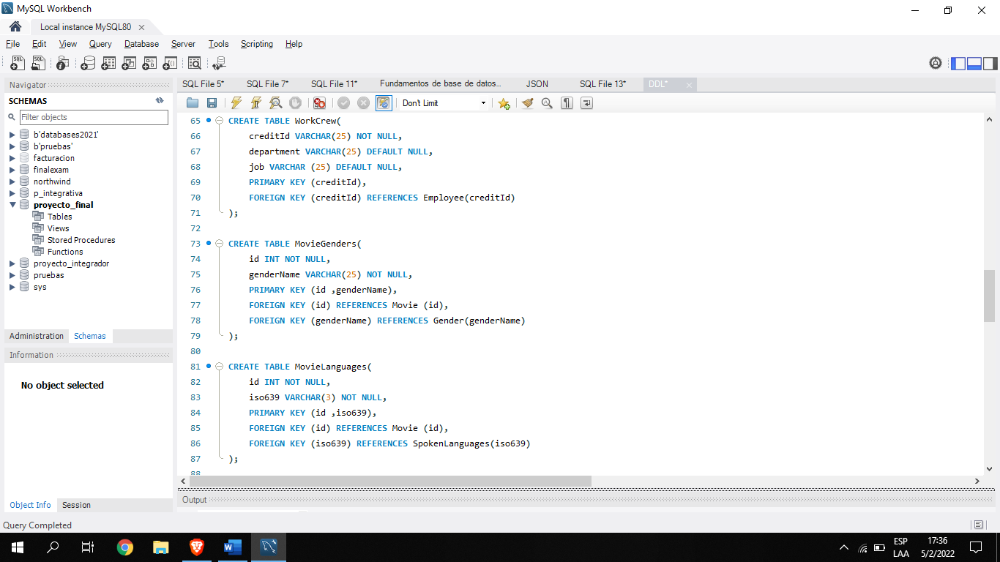 MySQL Workbench
Local instance MySQL80
File Edit View Query Database Server Tools Scripting Help
Navigator
SCHEMAS
Filter objects
b'databases2021'
b'pruebas'
facturacion
finalexam
northwind
p_integrativa
proyecto_final
Tables
Views
Stored Procedures
Functions
proyecto_integrador
pruebas
sys
Administration Schemas
Information
No object selected
Object Info Session
SQL File 5* SQL File 7* SQL File 11* Fundamentos de base de datos... JSON SQL File 13* DDL*
Don't Limit
65 CREATE TABLE WorkCrew(
66 creditId VARCHAR(25) NOT NULL,
67 department VARCHAR(25) DEFAULT NULL,
68 job VARCHAR (25) DEFAULT NULL,
69 PRIMARY KEY (creditId),
70 FOREIGN KEY (creditId) REFERENCES Employee(creditId)
71 );
72
73 CREATE TABLE MovieGenders(
74 id INT NOT NULL,
75 genderName VARCHAR(25) NOT NULL,
76 PRIMARY KEY (id ,genderName),
77 FOREIGN KEY (id) REFERENCES Movie (id),
78 FOREIGN KEY (genderName) REFERENCES Gender(genderName)
79 );
80
81 CREATE TABLE MovieLanguages(
82 id INT NOT NULL,
83 iso639 VARCHAR(3) NOT NULL,
84 PRIMARY KEY (id ,iso639),
85 FOREIGN KEY (id) REFERENCES Movie (id),
86 FOREIGN KEY (iso639) REFERENCES SpokenLanguages(iso639)
87 );
88
Output
Query Completed
ESP
LAA
17:36
5/2/2022